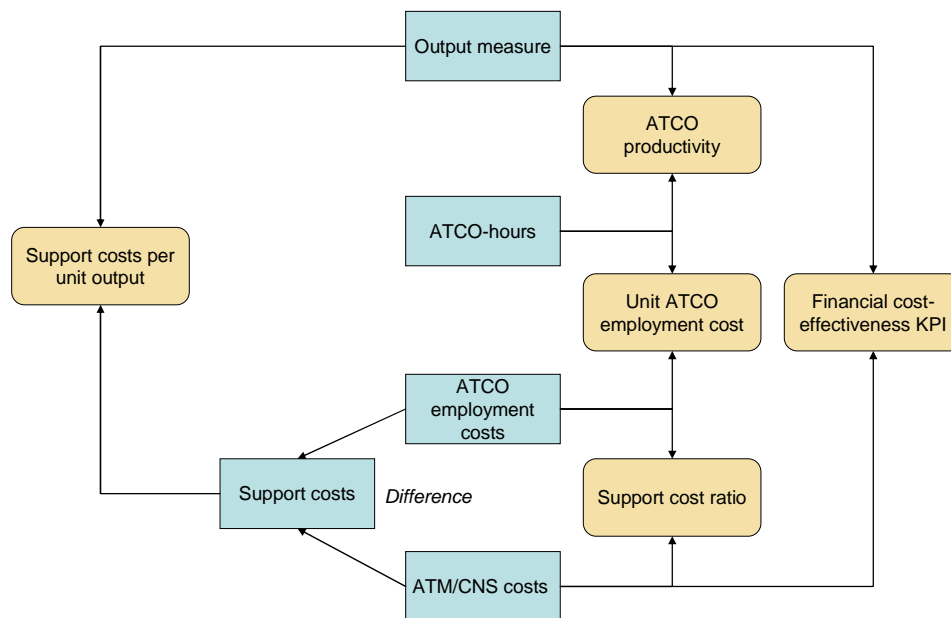 Output measure
ATCO
productivity
ATCO-hours
Support costs per
unit output
Unit ATCO
employment cost
Financial cost-
effectiveness KPI
ATCO
employment
costs
Support costs
Difference
Support cost ratio
ATM/CNS costs